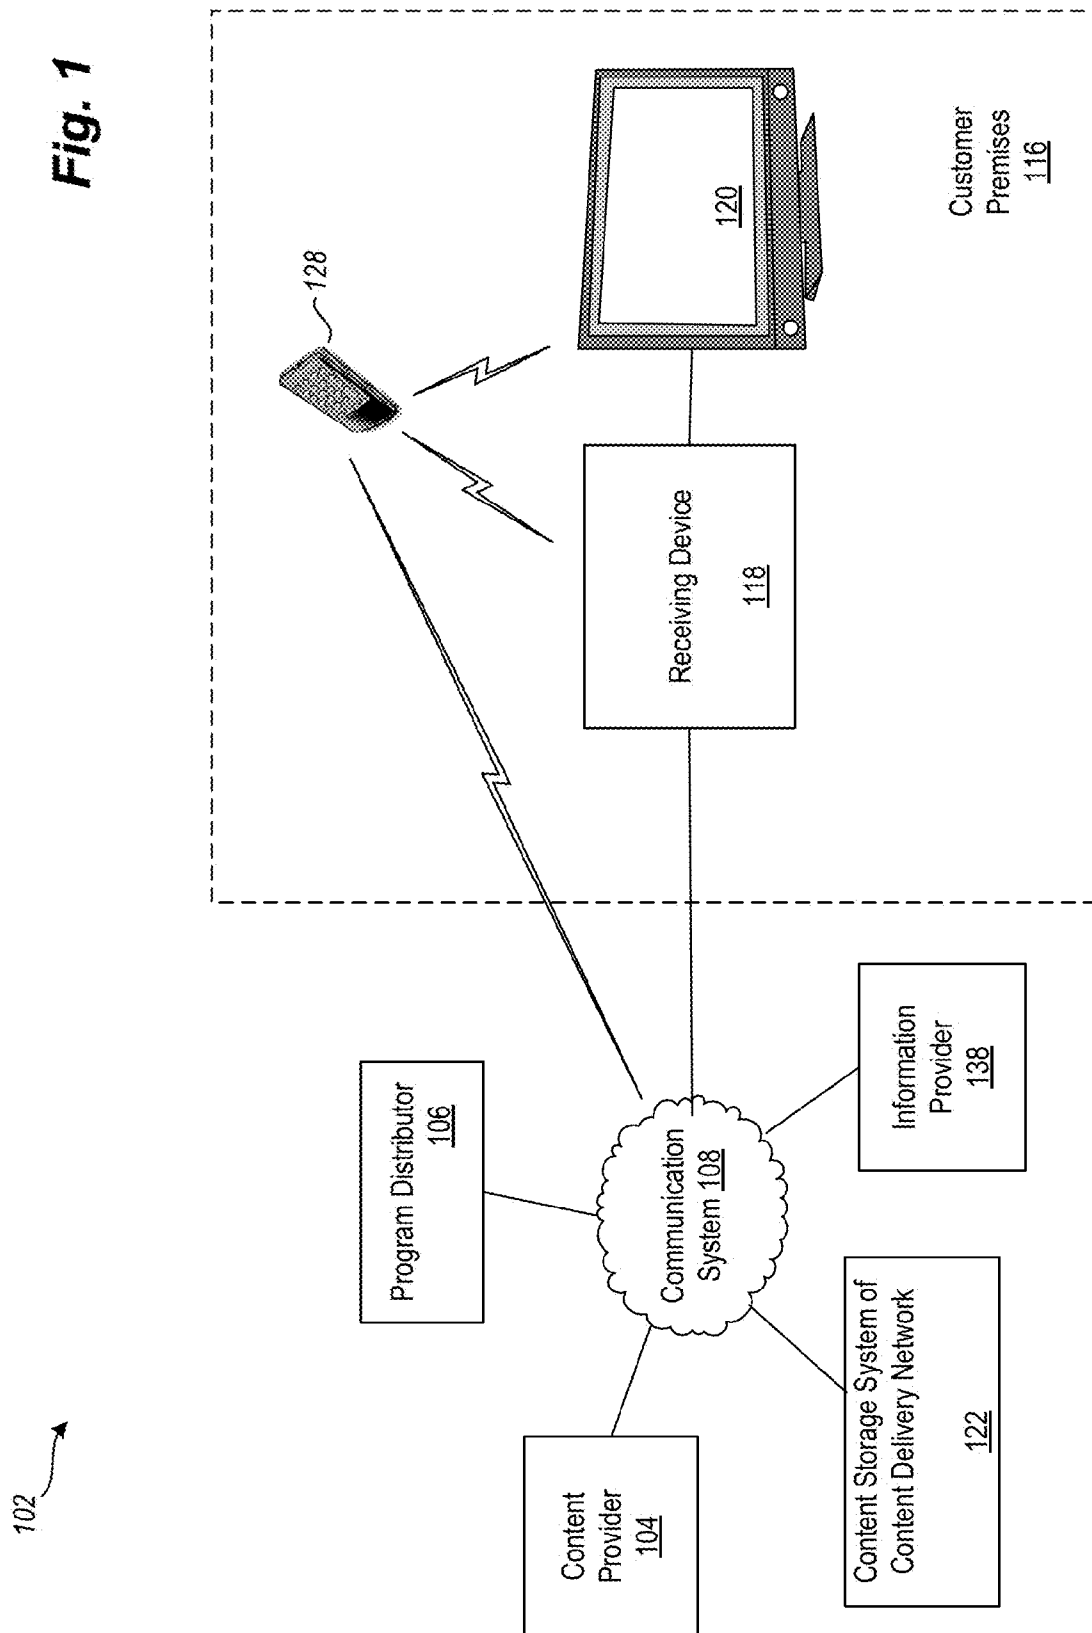 Fig. 1
102
Program Distributor
106
Content
Provider
104
Communication
System 108
Content Storage System of
Content Delivery Network
122
Information
Provider
138
128
Receiving Device
118
120
Customer
Premises
116